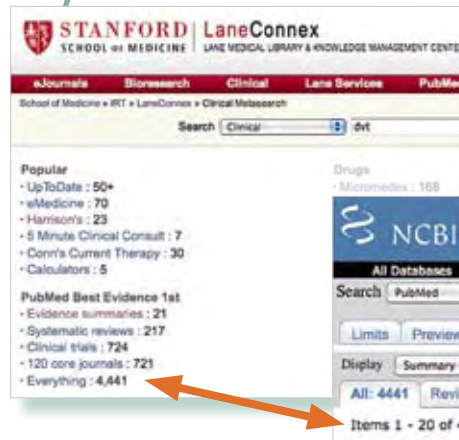 STANFORD
SCHOOL OF MEDICINE
LaneConnex
LANE MEDICAL LIBRARY & KNOWLEDGE MANAGEMENT CENTE
eJournals Bioresearch Clinical Lane Services PubMed
School of Medicine » IRT » LaneConnex » Clinical Metasearch
Search Clinical dvt
Popular
· UpToDate : 50+
· eMedicine : 70
· Harrison's : 23
· 5 Minute Clinical Consult : 7
· Conn's Current Therapy : 30
· Calculators : 5
PubMed Best Evidence 1st
· Evidence summaries : 21
· Systematic reviews : 217
· Clinical trials : 724
· 120 core journals : 721
· Everything : 4,441
Drugs
· Micromedex : 168
NCBI
All Databases
Search PubMed
Limits Preview
Display Summary
All: 4441 Revi
Items 1 - 20 of